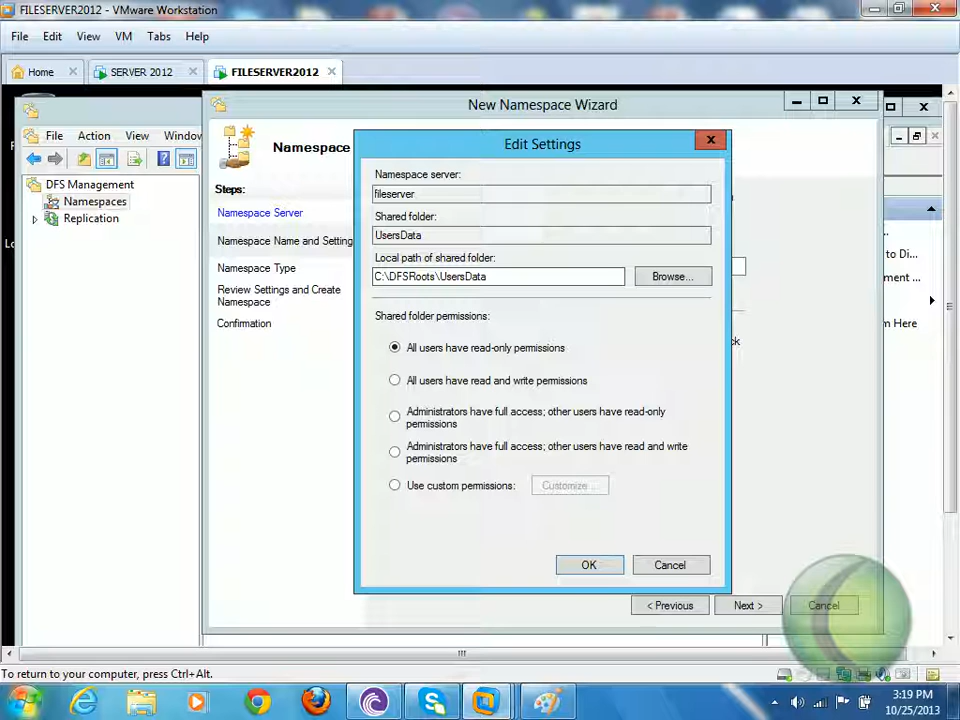 FILESERVER2012 - VMware Workstation
File Edit View VM Tabs Help
Home SERVER 2012 FILESERVER2012
New Namespace Wizard
File Action View Window
Namespace
Edit Settings
DFS Management
Namespaces
Replication
Steps:
Namespace Server
Namespace Name and Setting
Namespace Type
Review Settings and Create
Namespace
Confirmation
Namespace server:
fileserver
Shared folder:
UsersData
Local path of shared folder:
C:\DFSRoots\UsersData
Browse...
Shared folder permissions:
All users have read-only permissions
All users have read and write permissions
Administrators have full access; other users have read-only
permissions
Administrators have full access; other users have read and write
permissions
Use custom permissions: Customize...
OK Cancel
< Previous Next > Cancel
to Di...
ment ...
m Here
To return to your computer, press Ctrl+Alt.
3:19 PM
10/25/2013